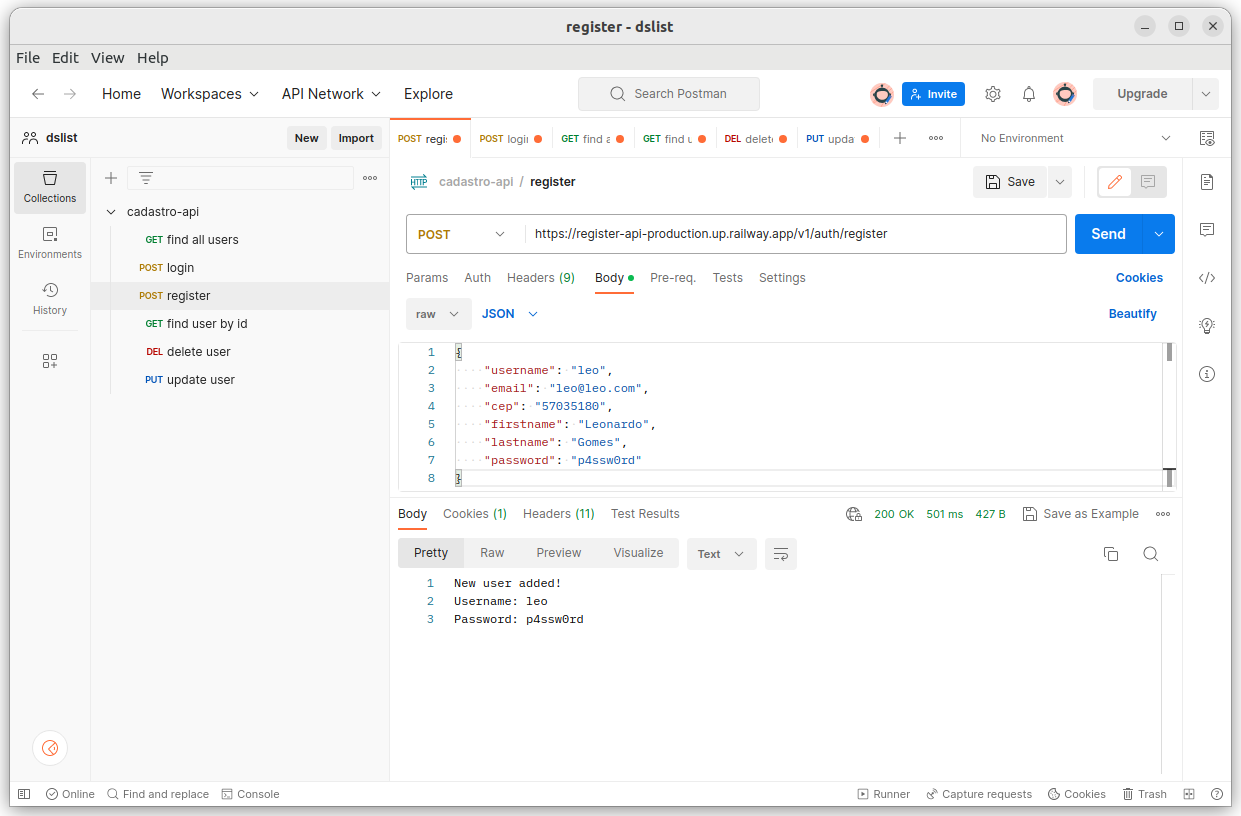 register - dslist
File Edit View Help
Home Workspaces API Network Explore Search Postman Invite Upgrade
dslist New Import
POST regis POST login GET find a GET find u DEL delete PUT upda No Environment
Collections
Environments
History
cadastro-api
GET find all users
POST login
POST register
GET find user by id
DEL delete user
PUT update user
HTTP cadastro-api / register Save
POST https://register-api-production.up.railway.app/v1/auth/register Send
Params Auth Headers (9) Body Pre-req. Tests Settings Cookies
raw JSON Beautify
1 {
2 "username": "leo",
3 "email": "leo@leo.com",
4 "cep": "57035180",
5 "firstname": "Leonardo",
6 "lastname": "Gomes",
7 "password": "p4ssw0rd"
8 }
Body Cookies (1) Headers (11) Test Results 200 OK 501 ms 427 B Save as Example
Pretty Raw Preview Visualize Text
1 New user added!
2 Username: leo
3 Password: p4ssw0rd
Online Find and replace Console Runner Capture requests Cookies Trash